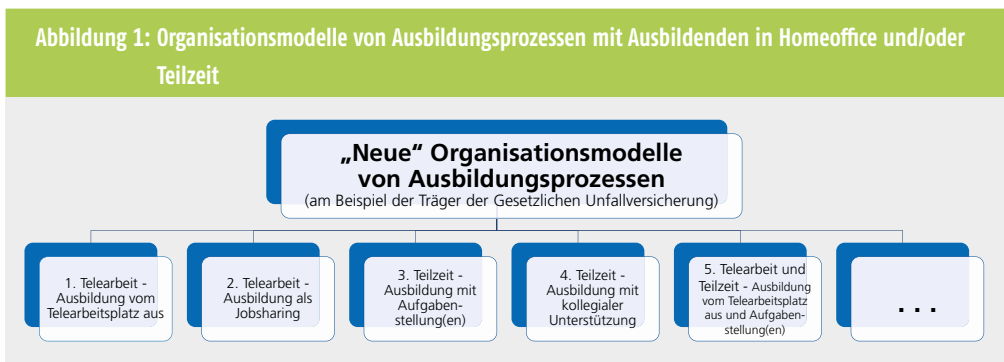 Abbildung 1: Organisationsmodelle von Ausbildungsprozessen mit Ausbildenden in Homeoffice und/oder
Teilzeit
„Neue“ Organisationsmodelle
von Ausbildungsprozessen
(am Beispiel der Träger der Gesetzlichen Unfallversicherung)
1. Telearbeit -
Ausbildung vom
Telearbeitsplatz aus
2. Telearbeit -
Ausbildung als
Jobsharing
3. Teilzeit -
Ausbildung mit
Aufgaben-
stellung(en)
4. Teilzeit -
Ausbildung mit
kollegialer
Unterstützung
5. Telearbeit und
Teilzeit - Ausbildung
vom Telearbeitsplatz
aus und Aufgaben-
stellung(en)
. . .